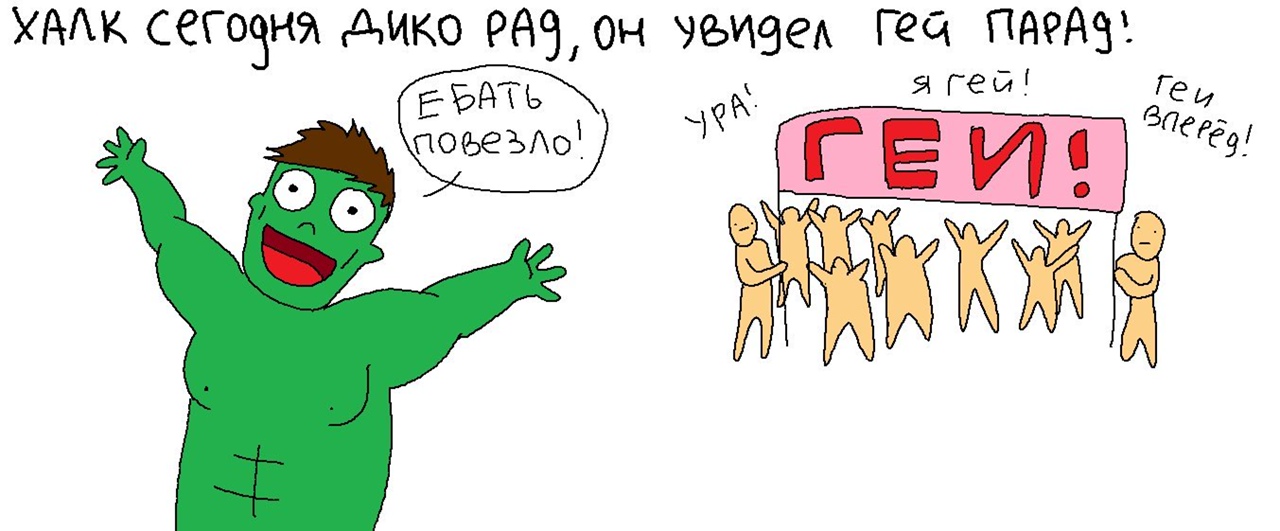 ХАЛК СЕГОДНЯ ДИКО РАД, ОН УВИДЕЛ ГЕЙ ПАРАД!
ЕБАТЬ
ПОВЕЗЛО!
УРА!
Я ГЕЙ!
ГЕИ
ВПЕРЁД!
ГЕИ!